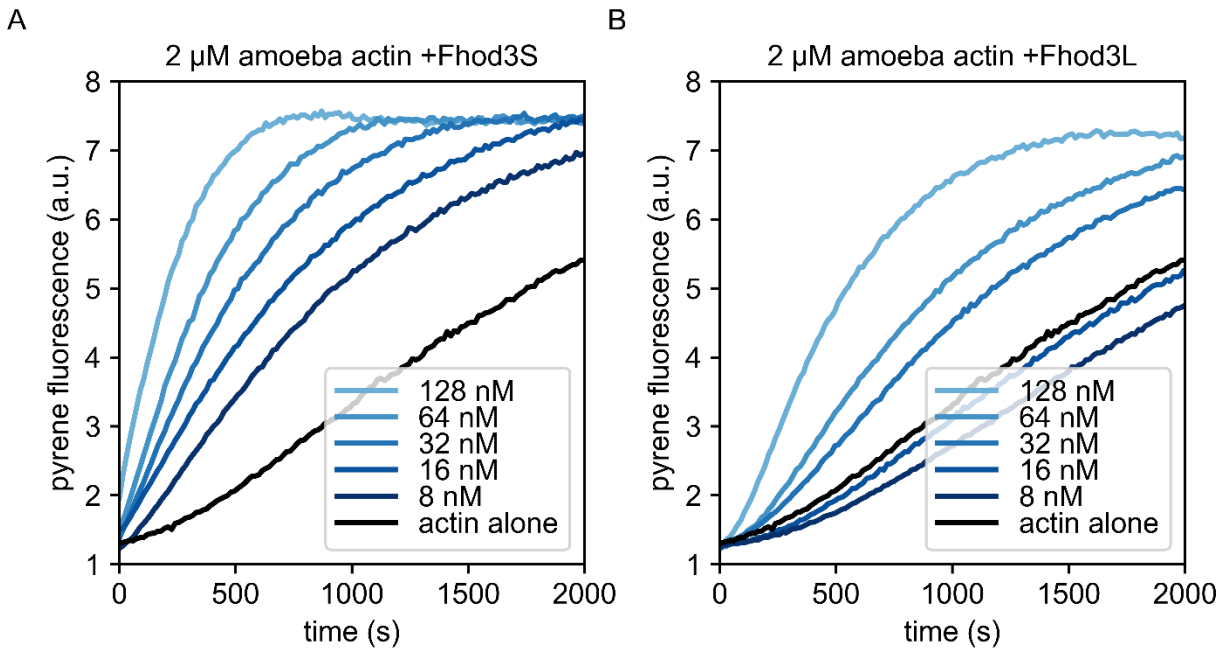 A
2 µM amoeba actin +Fhod3S
8
7
6
5
4
3
2
1
pyrene fluorescence (a.u.)
128 nM
64 nM
32 nM
16 nM
8 nM
actin alone
0 500 1000 1500 2000
time (s)
B
2 µM amoeba actin +Fhod3L
8
7
6
5
4
3
2
1
pyrene fluorescence (a.u.)
128 nM
64 nM
32 nM
16 nM
8 nM
actin alone
0 500 1000 1500 2000
time (s)